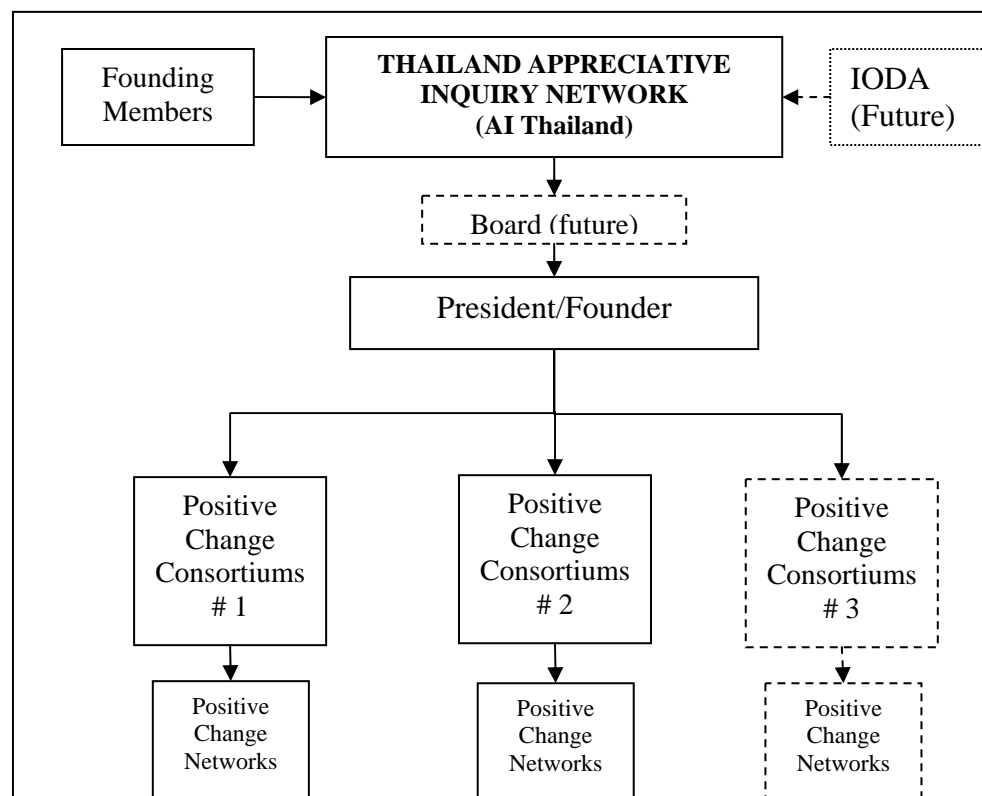 Founding
Members
THAILAND APPRECIATIVE
INQUIRY NETWORK
(AI Thailand)
IODA
(Future)
Board (future)
President/Founder
Positive
Change
Consortiums
# 1
Positive
Change
Consortiums
# 2
Positive
Change
Consortiums
# 3
Positive
Change
Networks
Positive
Change
Networks
Positive
Change
Networks